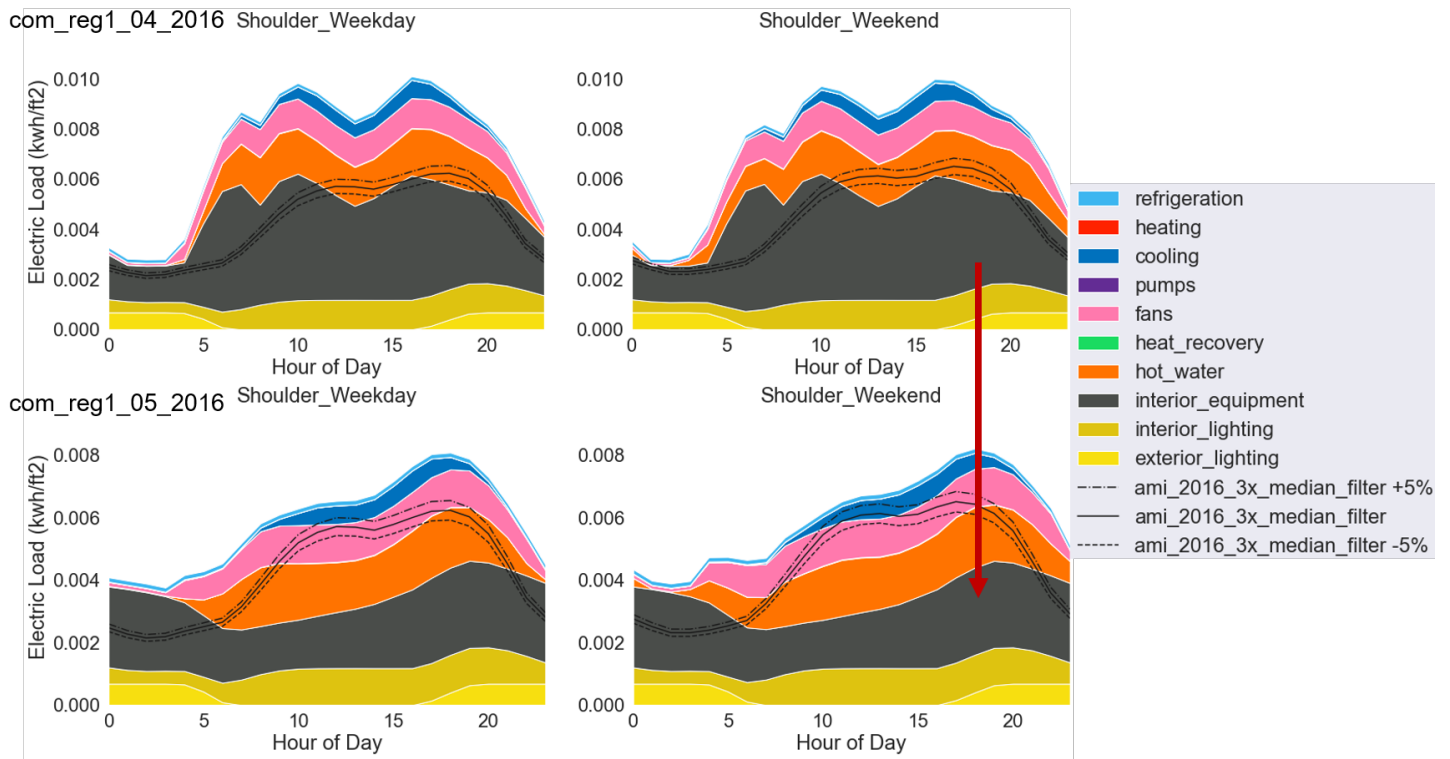 com_reg1_04_2016
Shoulder_Weekday
Shoulder_Weekend
Electric Load (kwh/ft2)
0.010
0.008
0.006
0.004
0.002
0.000
0
5
10
15
20
Hour of Day
0.010
0.008
0.006
0.004
0.002
0.000
0
5
10
15
20
Hour of Day
com_reg1_05_2016
Shoulder_Weekday
Shoulder_Weekend
Electric Load (kwh/ft2)
0.008
0.006
0.004
0.002
0.000
0
5
10
15
20
Hour of Day
0.008
0.006
0.004
0.002
0.000
0
5
10
15
20
Hour of Day
refrigeration
heating
cooling
pumps
fans
heat_recovery
hot_water
interior_equipment
interior_lighting
exterior_lighting
ami_2016_3x_median_filter +5%
ami_2016_3x_median_filter
ami_2016_3x_median_filter -5%